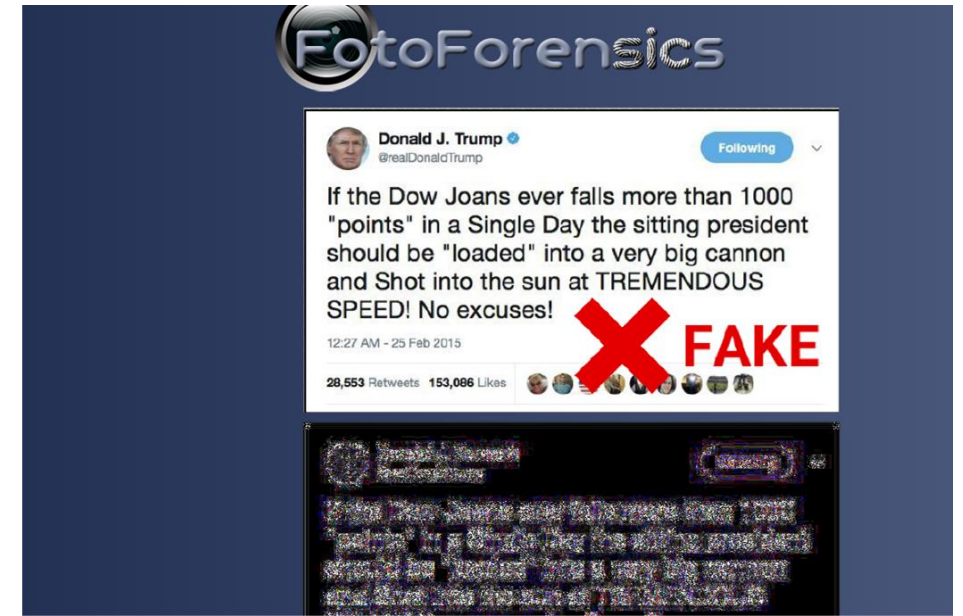 FotoForensics
Donald J. Trump
@realDonaldTrump
Following
If the Dow Joans ever falls more than 1000
"points" in a Single Day the sitting president
should be "loaded" into a very big cannon
and Shot into the sun at TREMENDOUS
SPEED! No excuses!
FAKE
12:27 AM - 25 Feb 2015
28,553 Retweets 153,086 Likes